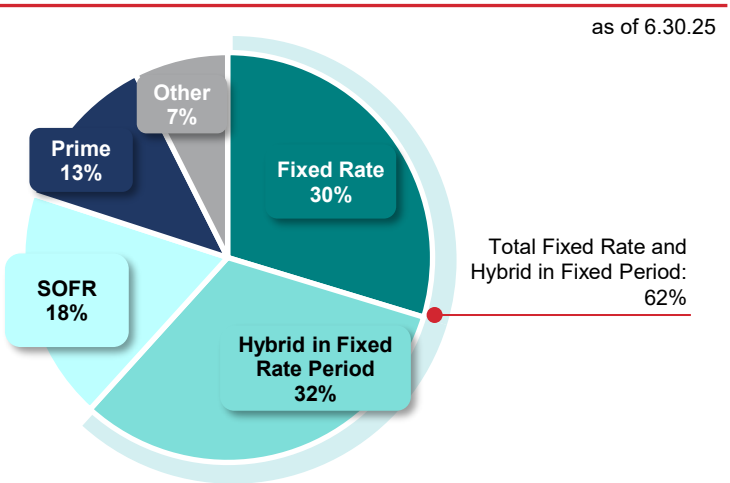 as of 6.30.25
Other
7%
Prime
13%
Fixed Rate
30%
Total Fixed Rate and
Hybrid in Fixed Period:
62%
SOFR
18%
Hybrid in Fixed
Rate Period
32%